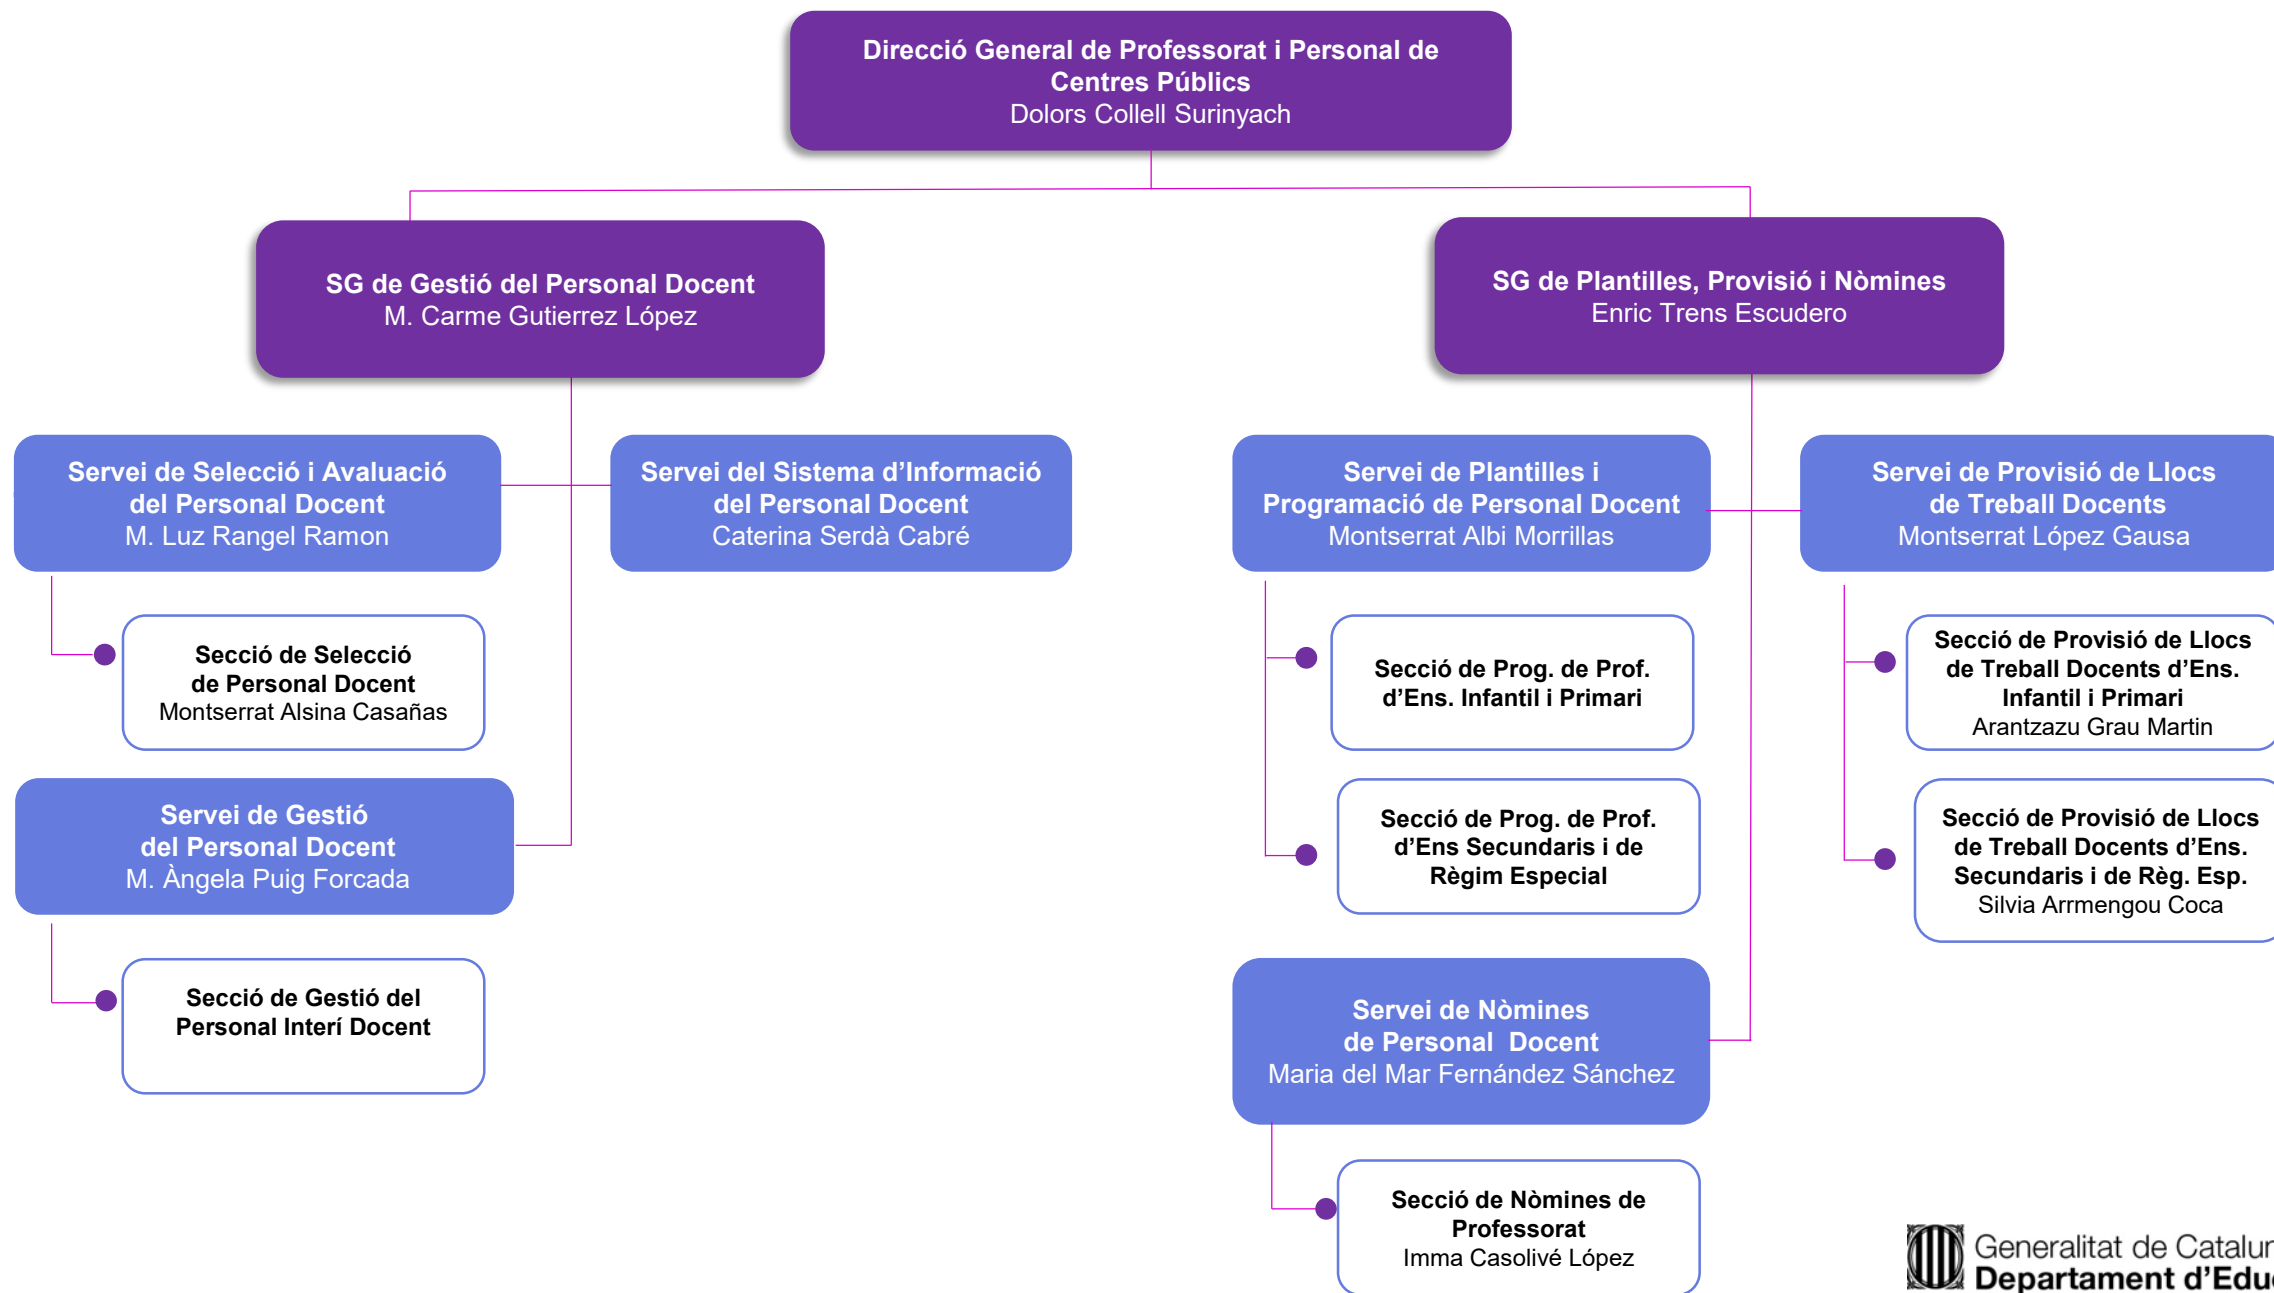 Direcció General de Professorat i Personal de
Centres Públics
Dolors Collell Surinyach
SG de Gestió del Personal Docent
M. Carme Gutierrez López
SG de Plantilles, Provisió i Nòmines
Enric Trens Escudero
Servei de Selecció i Avaluació
del Personal Docent
M. Luz Rangel Ramon
Servei del Sistema d’Informació
del Personal Docent
Caterina Serdà Cabré
Servei de Plantilles i
Programació de Personal Docent
Montserrat Albi Morrillas
Servei de Provisió de Llocs
de Treball Docents
Montserrat López Gausa
Secció de Selecció
de Personal Docent
Montserrat Alsina Casañas
Secció de Prog. de Prof.
d’Ens. Infantil i Primari
Secció de Provisió de Llocs
de Treball Docents d’Ens.
Infantil i Primari
Arantzazu Grau Martin
Servei de Gestió
del Personal Docent
M. Àngela Puig Forcada
Secció de Prog. de Prof.
d’Ens Secundaris i de
Règim Especial
Secció de Provisió de Llocs
de Treball Docents d’Ens.
Secundaris i de Règ. Esp.
Silvia Arrmengou Coca
Secció de Gestió del
Personal Interí Docent
Servei de Nòmines
de Personal Docent
Maria del Mar Fernández Sánchez
Secció de Nòmines de
Professorat
Imma Casolivé López
Generalitat de
Departament